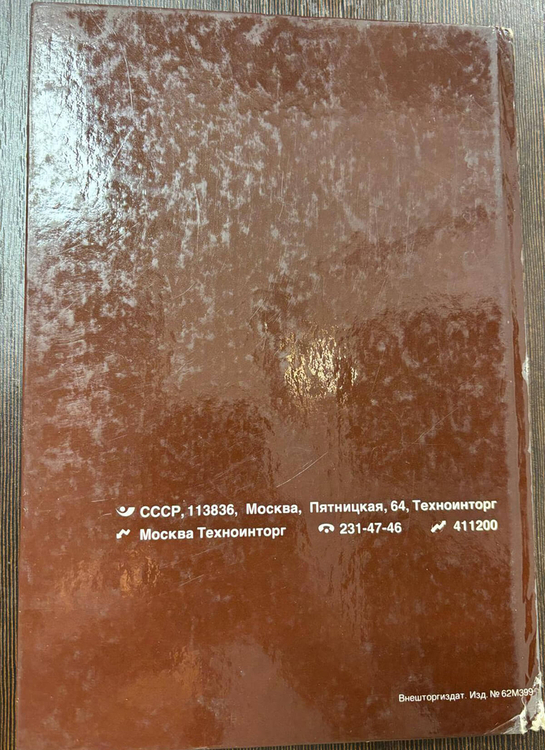 СССР, 113836, Москва, Пятницкая, 64, Техноинторг
Москва Техноинторг 231-47-46 411200
Внешторгиздат. Изд. № 62М399